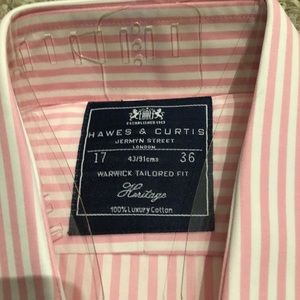 ESTABLISHED 1913
HAWES & CURTIS
JERMYN STREET
LONDON
17 43/91cms 36
WARWICK TAILORED FIT
Heritage
100% Luxury Cotton